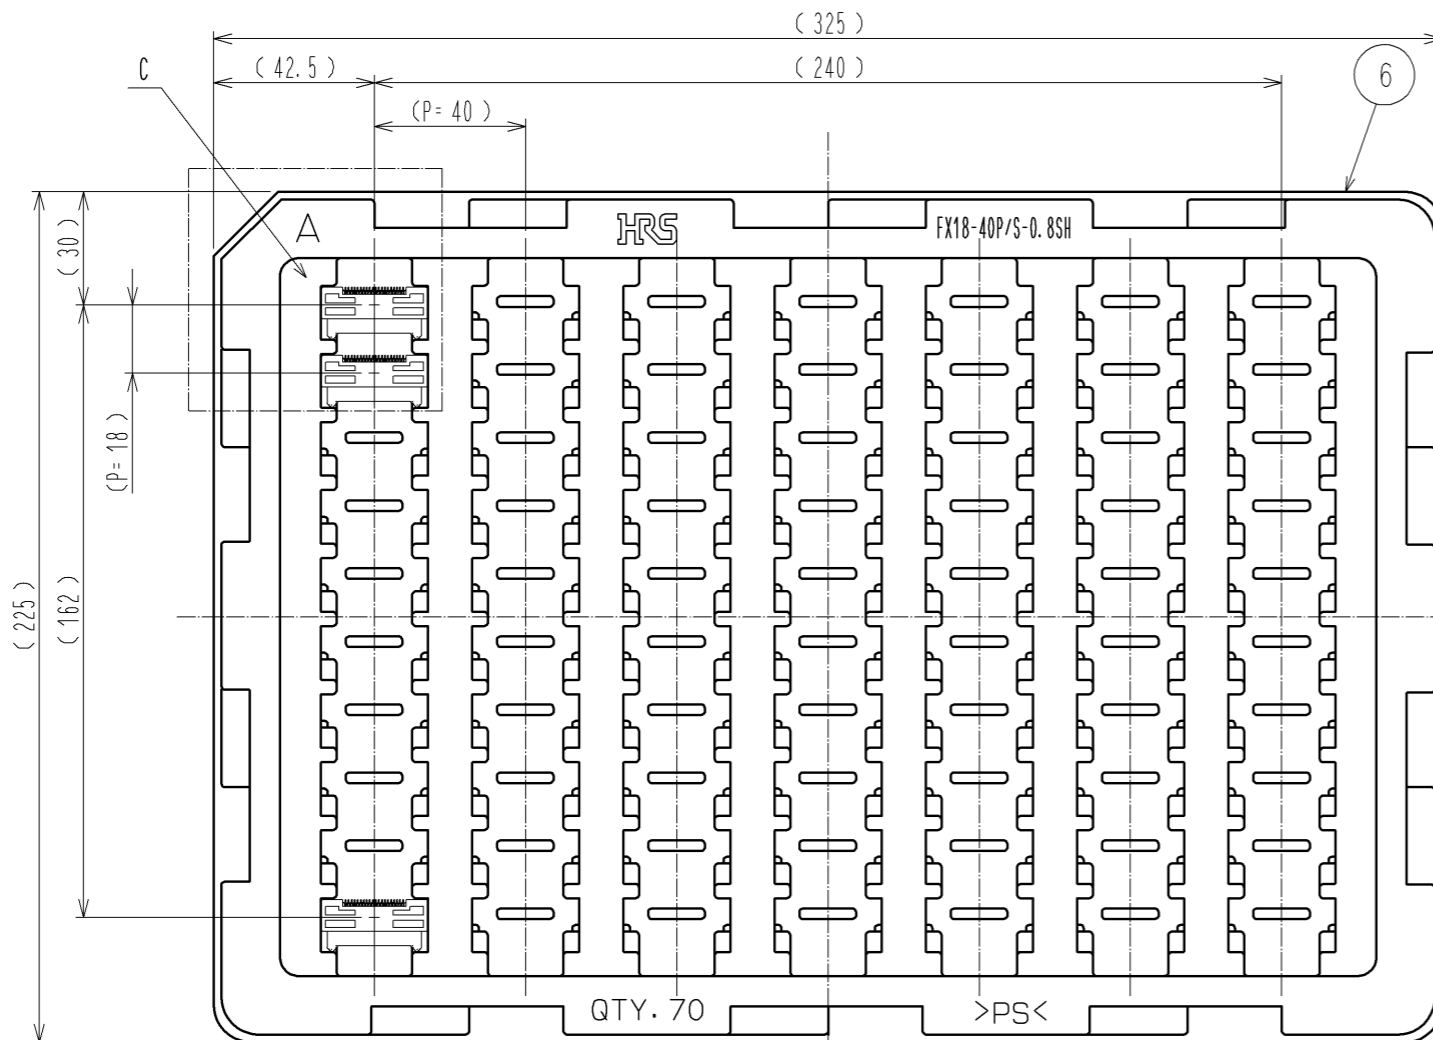 ( 325 )
C
( 42.5 )
( 240 )
6
(P= 40 )
A
HRS
FX18-40P/S-0.8SH
( 30 )
(P= 18 )
( 225 )
( 162 )
QTY. 70
>PS<